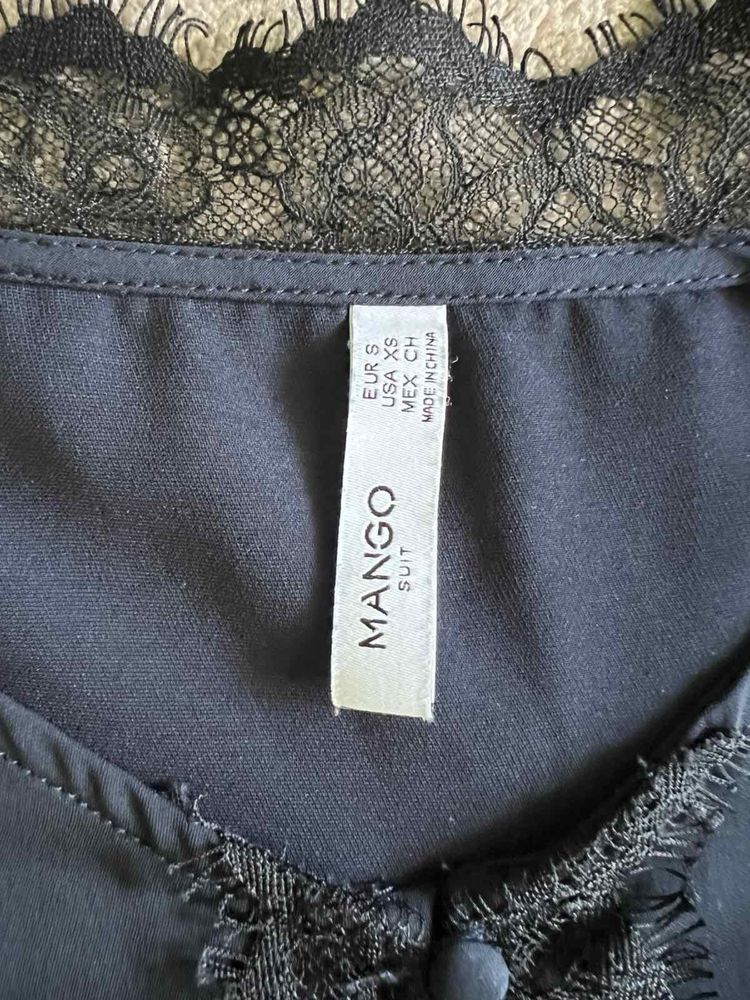 EUR S
USA XS
MEX CH
MADE IN CHINA
MANGO
SUIT